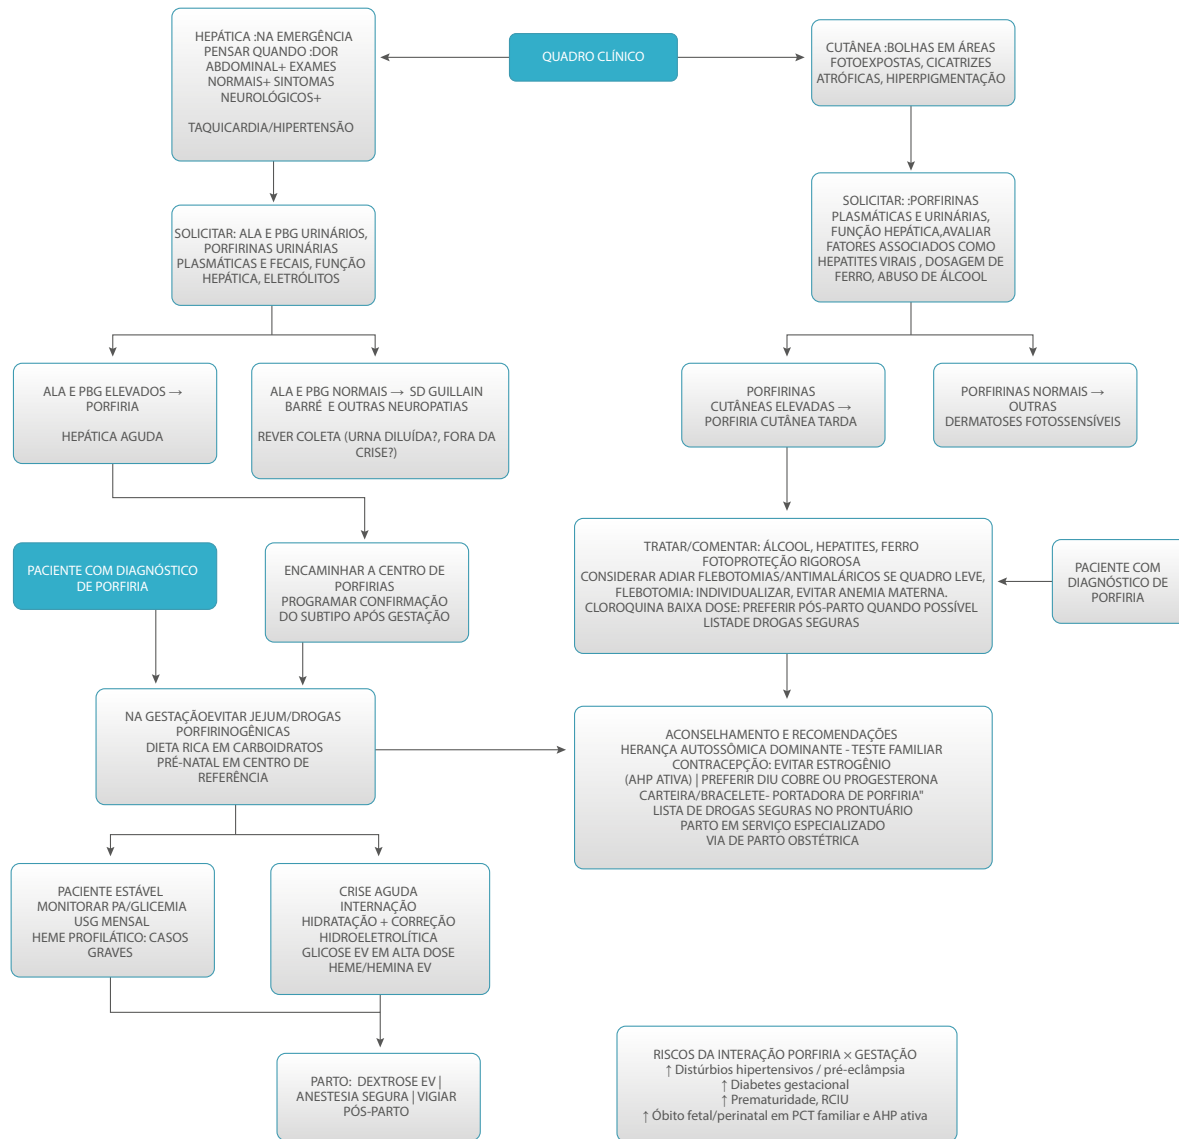 HEPÁTICA :NA EMERGÊNCIA
PENSAR QUANDO :DOR
ABDOMINAL+ EXAMES
NORMAIS+ SINTOMAS
NEUROLÓGICOS+
TAQUICARDIA/HIPERTENSÃO
QUADRO CLÍNICO
CUTÂNEA :BOLHAS EM ÁREAS
FOTOEXPOSTAS, CICATRIZES
ATRÓFICAS, HIPERPIGMENTAÇÃO
SOLICITAR: ALA E PBG URINÁRIOS,
PORFIRINAS URINÁRIAS
PLASMÁTICAS E FECAIS, FUNÇÃO
HEPÁTICA, ELETRÓLITOS
SOLICITAR: :PORFIRINAS
PLASMÁTICAS E URINÁRIAS,
FUNÇÃO HEPÁTICA,AVALIAR
FATORES ASSOCIADOS COMO
HEPATITES VIRAIS , DOSAGEM DE
FERRO, ABUSO DE ÁLCOOL
ALA E PBG ELEVADOS →
PORFIRIA
HEPÁTICA AGUDA
ALA E PBG NORMAIS → SD GUILLAIN
BARRÉ E OUTRAS NEUROPATIAS
REVER COLETA (URNA DILUÍDA?, FORA DA
CRISE?)
PORFIRINAS
CUTÂNEAS ELEVADAS →
PORFIRIA CUTÂNEA TARDA
PORFIRINAS NORMAIS →
OUTRAS
DERMATOSES FOTOSSENSÍVEIS
PACIENTE COM DIAGNÓSTICO
DE PORFIRIA
ENCAMINHAR A CENTRO DE
PORFIRIAS
PROGRAMAR CONFIRMAÇÃO
DO SUBTIPO APÓS GESTAÇÃO
TRATAR/COMENTAR: ÁLCOOL, HEPATITES, FERRO
FOTOPROTEÇÃO RIGOROSA
CONSIDERAR ADIAR FLEBOTOMIAS/ANTIMALÁRICOS SE QUADRO LEVE,
FLEBOTOMIA: INDIVIDUALIZAR, EVITAR ANEMIA MATERNA.
CLOROQUINA BAIXA DOSE: PREFERIR PÓS-PARTO QUANDO POSSÍVEL
LISTADE DROGAS SEGURAS
PACIENTE COM
DIAGNÓSTICO DE
PORFIRIA
NA GESTAÇÃOEVITAR JEJUM/DROGAS
PORFIRINOGÊNICAS
DIETA RICA EM CARBOIDRATOS
PRÉ-NATAL EM CENTRO DE
REFERÊNCIA
ACONSELHAMENTO E RECOMENDAÇÕES
HERANÇA AUTOSSÔMICA DOMINANTE - TESTE FAMILIAR
CONTRACEPÇÃO: EVITAR ESTROGÊNIO
(AHP ATIVA) | PREFERIR DIU COBRE OU PROGESTERONA
CARTEIRA/BRACELETE- PORTADORA DE PORFIRIA"
LISTA DE DROGAS SEGURAS NO PRONTUÁRIO
PARTO EM SERVIÇO ESPECIALIZADO
VIA DE PARTO OBSTÉTRICA
PACIENTE ESTÁVEL
MONITORAR PA/GLICEMIA
USG MENSAL
HEME PROFILÁTICO: CASOS
GRAVES
CRISE AGUDA
INTERNAÇÃO
HIDRATAÇÃO + CORREÇÃO
HIDROELETROLÍTICA
GLICOSE EV EM ALTA DOSE
HEME/HEMINA EV
PARTO: DEXTROSE EV |
ANESTESIA SEGURA | VIGIAR
PÓS-PARTO
RISCOS DA INTERAÇÃO PORFIRIA × GESTAÇÃO
↑ Distúrbios hipertensivos / pré-eclâmpsia
↑ Diabetes gestacional
↑ Prematuridade, RCIU
↑ Óbito fetal/perinatal em PCT familiar e AHP ativa